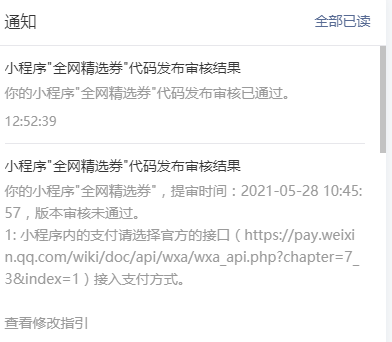 通知 全部已读
小程序"全网精选券"代码发布审核结果
你的小程序"全网精选券"代码发布审核已通过。
12:52:39
小程序"全网精选券"代码发布审核结果
你的小程序"全网精选券"，提审时间：2021-05-28 10:45:
57，版本审核未通过。
1: 小程序内的支付请选择官方的接口（https://pay.weixi
n.qq.com/wiki/doc/api/wxa/wxa_api.php?chapter=7_
3&index=1）接入支付方式。
查看修改指引